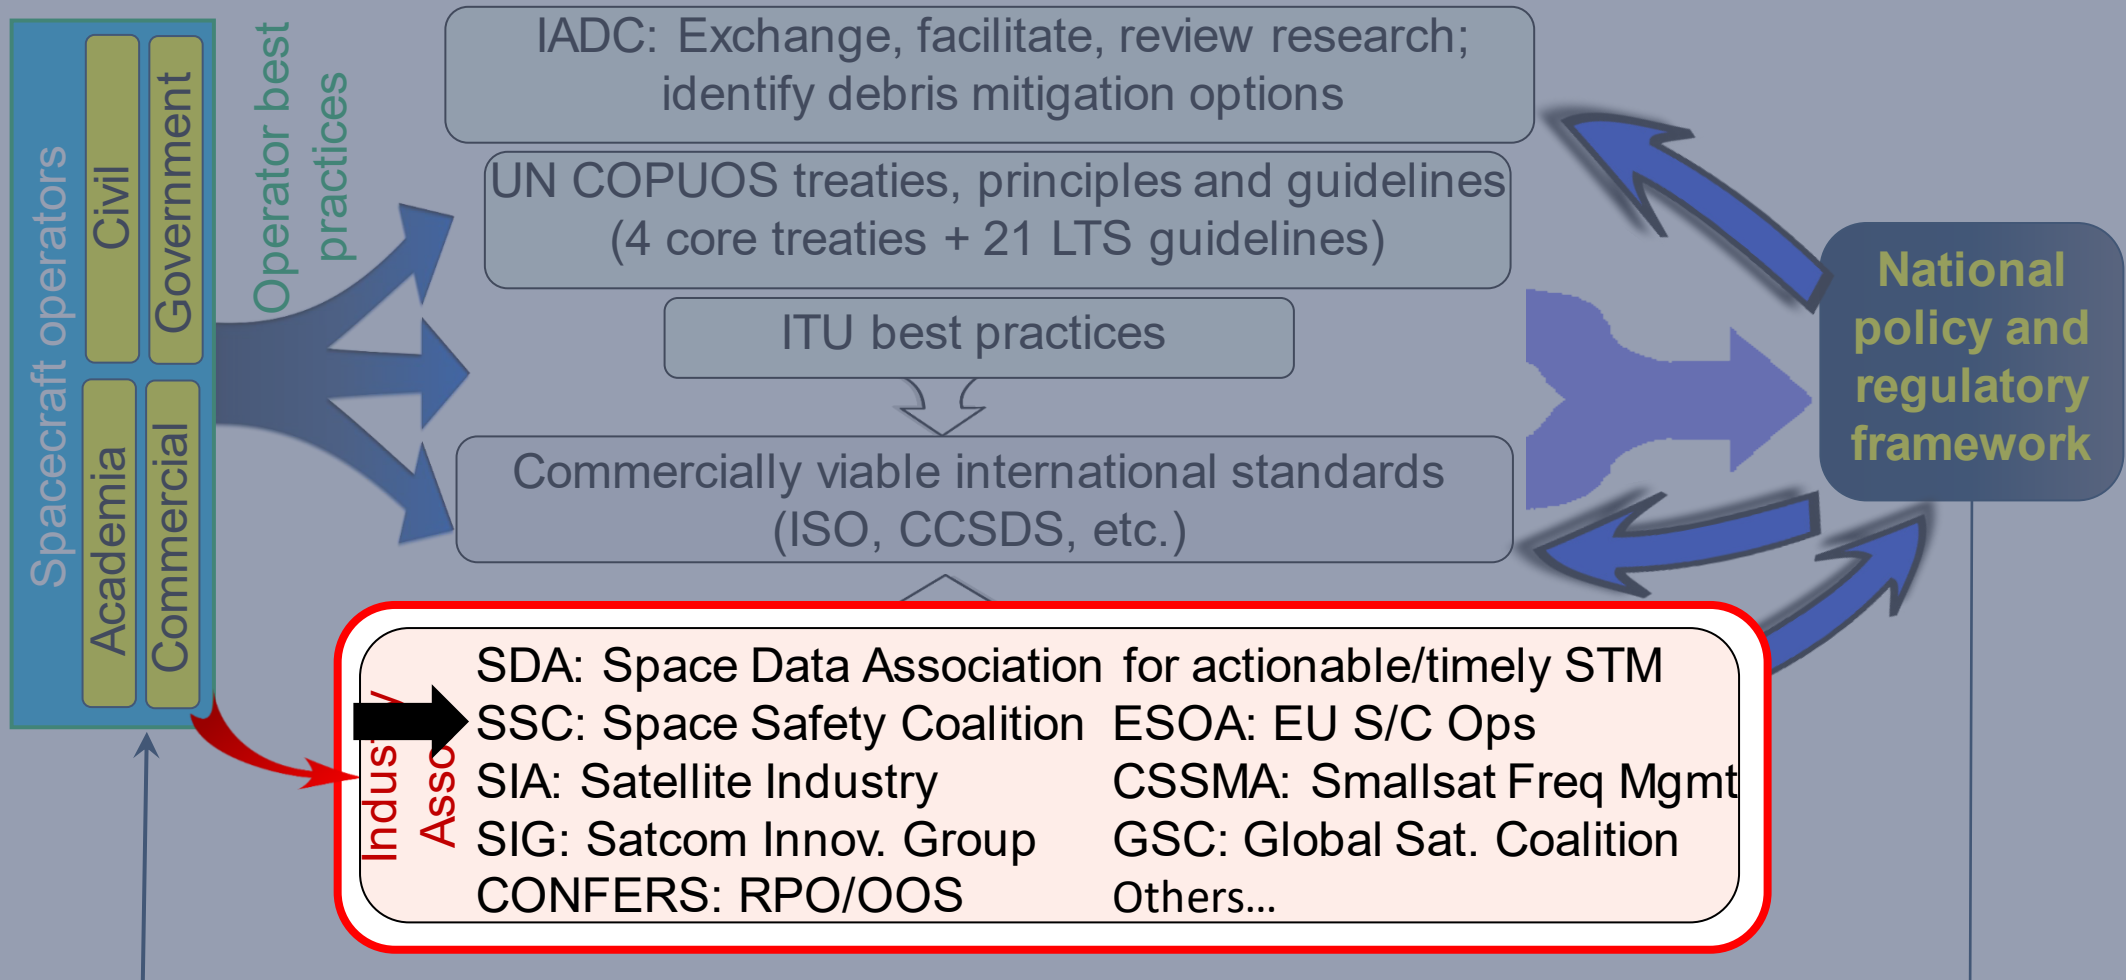 Spacecraft operators
Civil
Government
Academia
Commercial
Operator best
practices
IADC: Exchange, facilitate, review research;
identify debris mitigation options
UN COPUOS treaties, principles and guidelines
(4 core treaties + 21 LTS guidelines)
ITU best practices
Commercially viable international standards
(ISO, CCSDS, etc.)
National
policy and
regulatory
framework
SDA: Space Data Association for actionable/timely STM
SSC: Space Safety Coalition ESOA: EU S/C Ops
SIA: Satellite Industry CSSMA: Smallsat Freq Mgmt
SIG: Satcom Innov. Group GSC: Global Sat. Coalition
CONFERS: RPO/OOS Others...